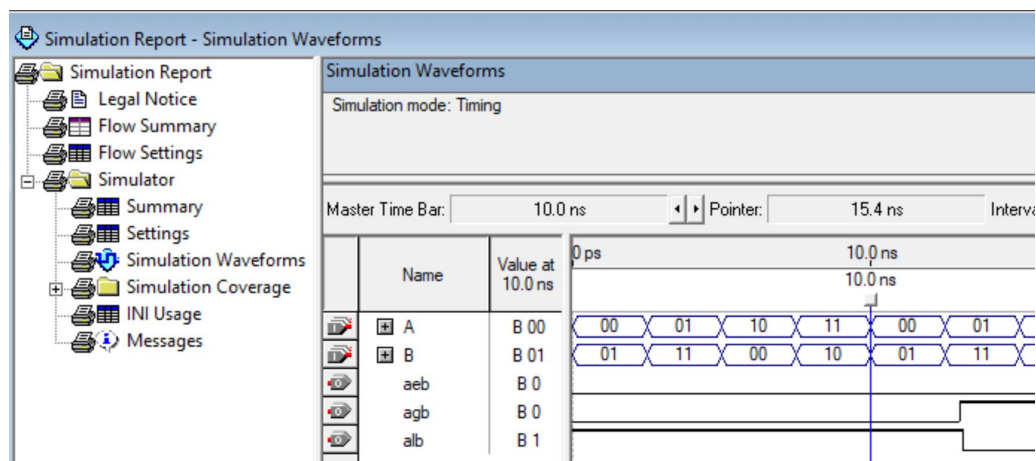 Simulation Report - Simulation Waveforms
Simulation Report
Legal Notice
Flow Summary
Flow Settings
Simulator
Summary
Settings
Simulation Waveforms
Simulation Coverage
INI Usage
Messages
Simulation Waveforms
Simulation mode: Timing
Master Time Bar: 10.0 ns Pointer: 15.4 ns Interva
Name Value at 10.0 ns
0 ps 10.0 ns
10.0 ns
A B 00 00 01 10 11 00 01
B B 01 01 11 00 10 01 11
aeb B 0
agb B 0
alb B 1